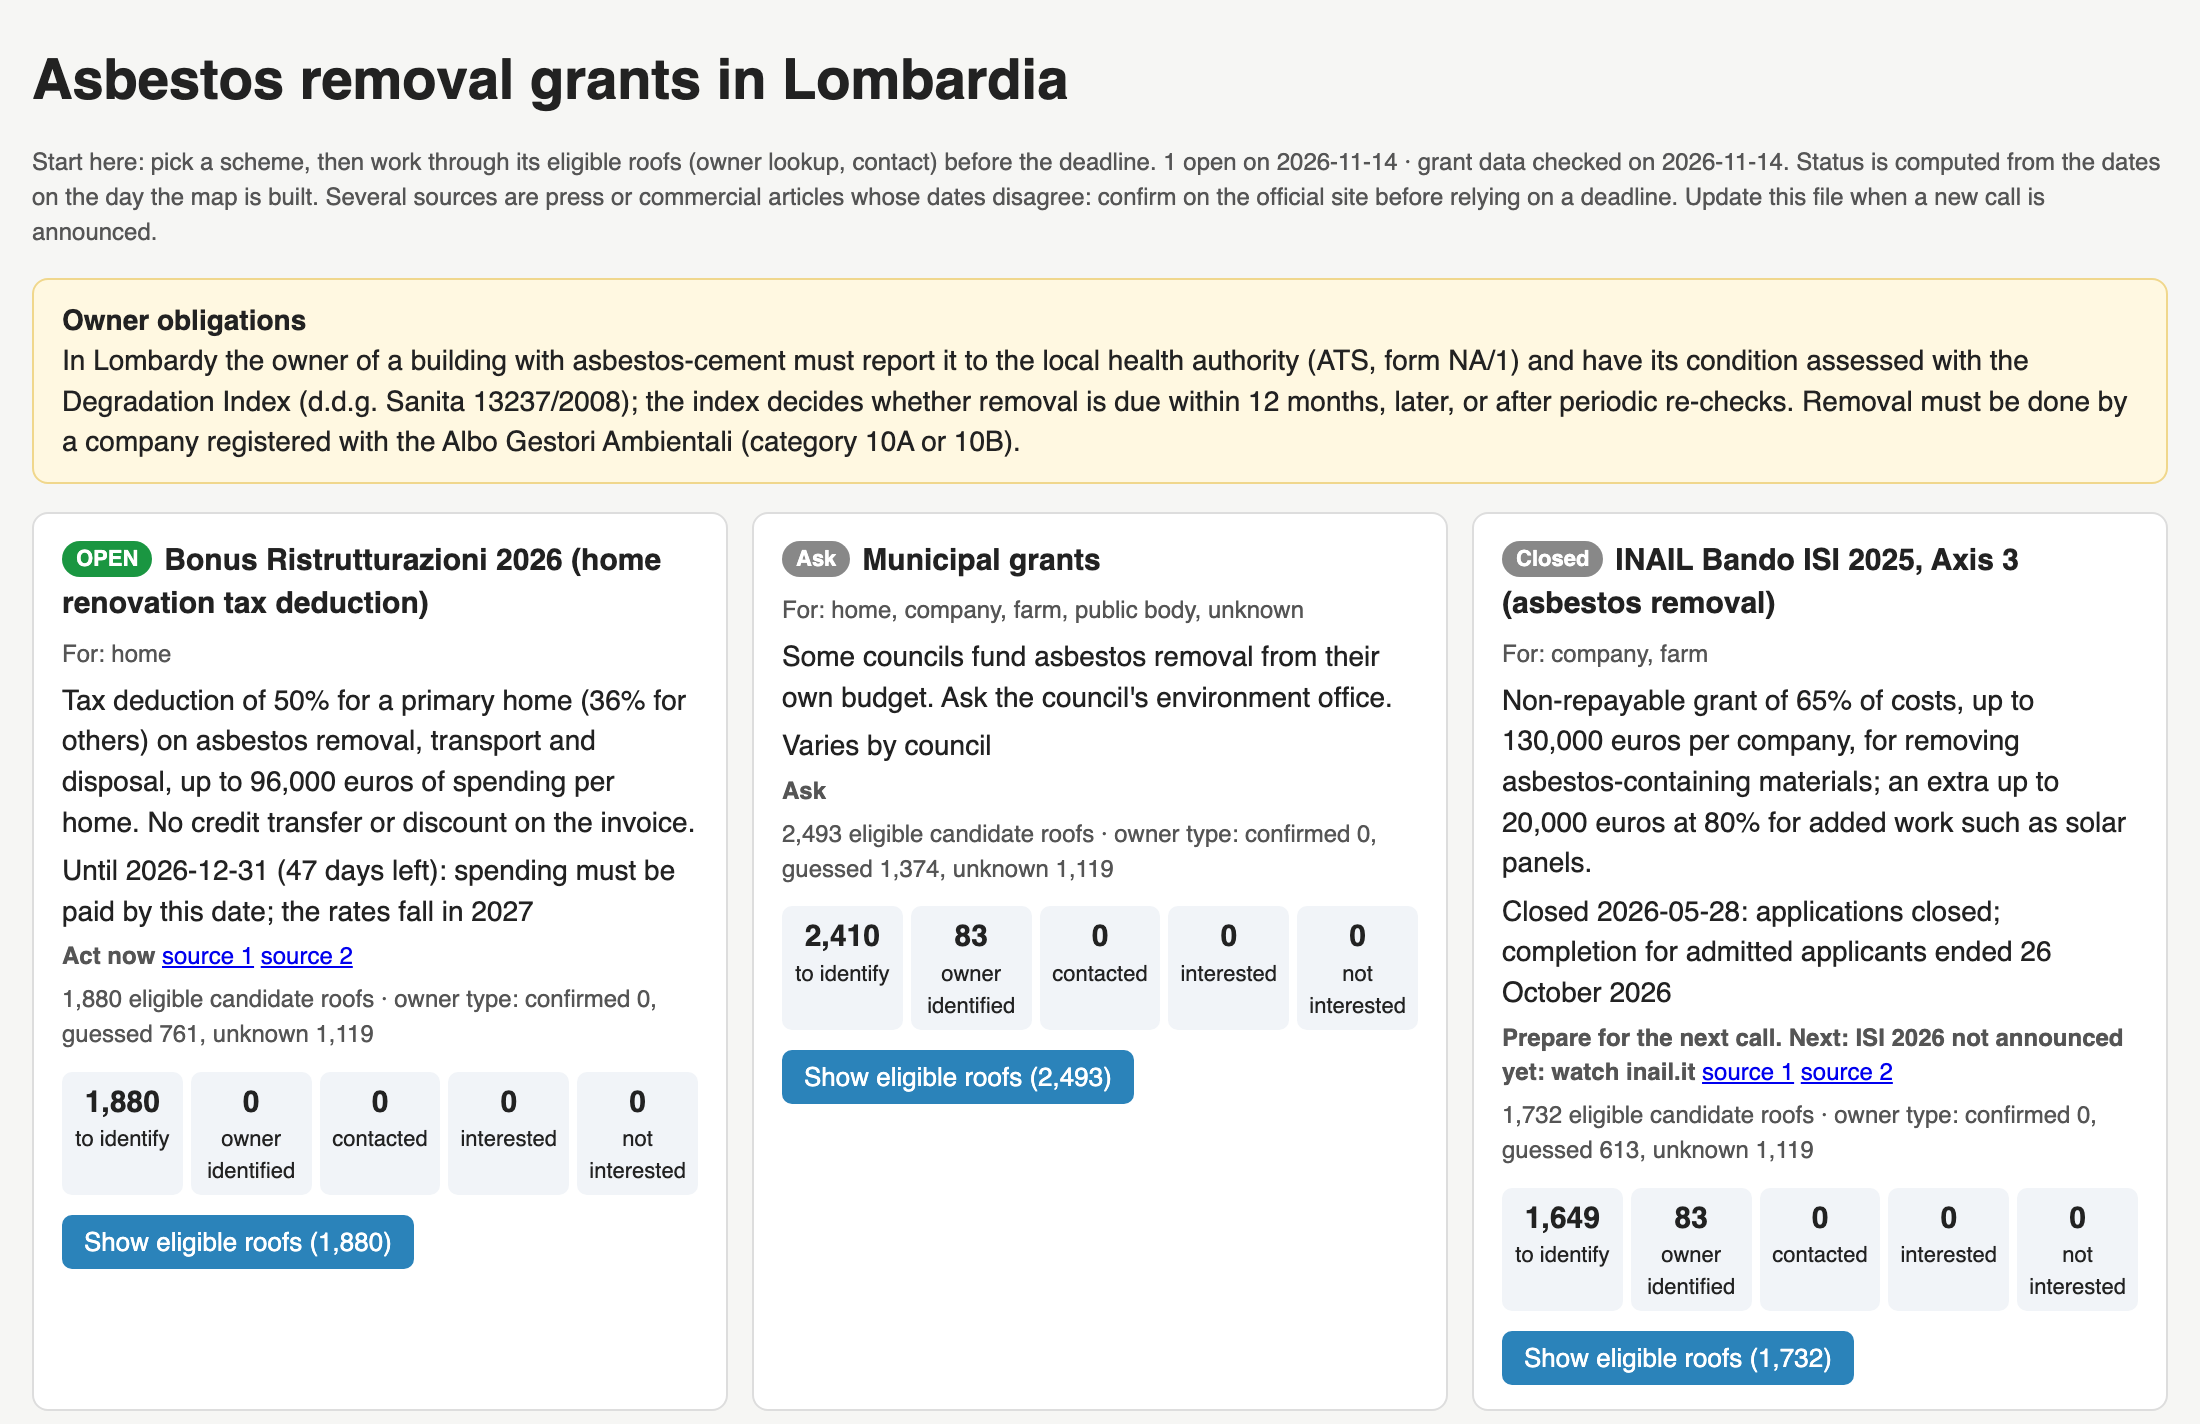 Asbestos removal grants in Lombardia
Start here: pick a scheme, then work through its eligible roofs (owner lookup, contact) before the deadline. 1 open on 2026-11-14 · grant data checked on 2026-11-14. Status is computed from the dates
on the day the map is built. Several sources are press or commercial articles whose dates disagree: confirm on the official site before relying on a deadline. Update this file when a new call is
announced.
Owner obligations
In Lombardy the owner of a building with asbestos-cement must report it to the local health authority (ATS, form NA/1) and have its condition assessed with the
Degradation Index (d.d.g. Sanita 13237/2008); the index decides whether removal is due within 12 months, later, or after periodic re-checks. Removal must be done by
a company registered with the Albo Gestori Ambientali (category 10A or 10B).
OPEN Bonus Ristrutturazioni 2026 (home
renovation tax deduction)
For: home
Tax deduction of 50% for a primary home (36% for
others) on asbestos removal, transport and
disposal, up to 96,000 euros of spending per
home. No credit transfer or discount on the invoice.
Until 2026-12-31 (47 days left): spending must be
paid by this date; the rates fall in 2027
Act now source 1 source 2
1,880 eligible candidate roofs · owner type: confirmed 0,
guessed 761, unknown 1,119
1,880 0 0 0 0
to identify owner contacted interested not
identified interested
Show eligible roofs (1,880)
Ask Municipal grants
For: home, company, farm, public body, unknown
Some councils fund asbestos removal from their
own budget. Ask the council's environment office.
Varies by council
Ask
2,493 eligible candidate roofs · owner type: confirmed 0,
guessed 1,374, unknown 1,119
2,410 83 0 0 0
to identify owner contacted interested not
identified interested
Show eligible roofs (2,493)
Closed INAIL Bando ISI 2025, Axis 3
(asbestos removal)
For: company, farm
Non-repayable grant of 65% of costs, up to
130,000 euros per company, for removing
asbestos-containing materials; an extra up to
20,000 euros at 80% for added work such as solar
panels.
Closed 2026-05-28: applications closed;
completion for admitted applicants ended 26
October 2026
Prepare for the next call. Next: ISI 2026 not announced
yet: watch inail.it source 1 source 2
1,732 eligible candidate roofs · owner type: confirmed 0,
guessed 613, unknown 1,119
1,649 83 0 0 0
to identify owner contacted interested not
identified interested
Show eligible roofs (1,732)